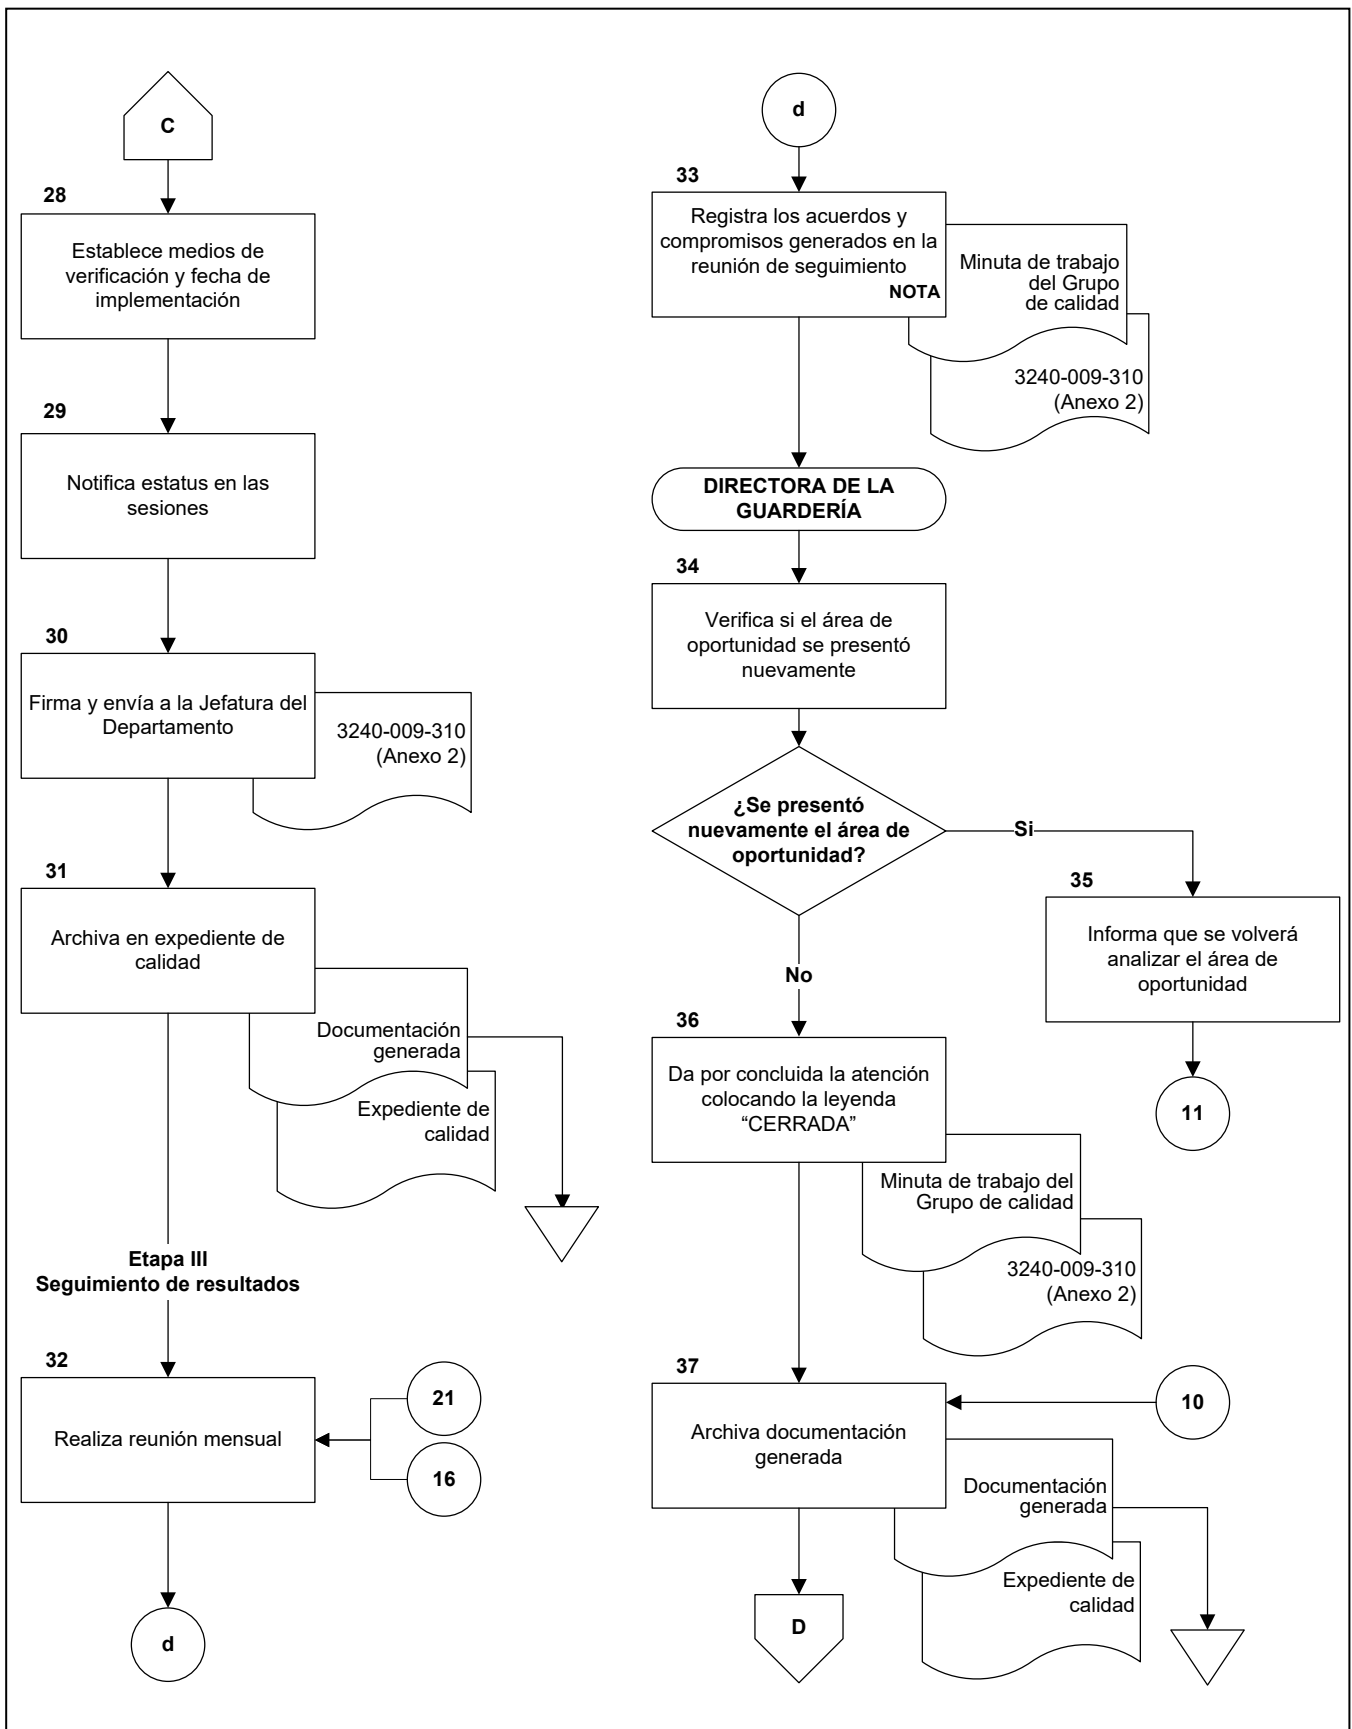 C
28
Establece medios de
verificación y fecha de
implementación
29
Notifica estatus en las
sesiones
30
Firma y envía a la Jefatura del
Departamento
3240-009-310
(Anexo 2)
31
Archiva en expediente de
calidad
Documentación
generada
Expediente de
calidad
Etapa III
Seguimiento de resultados
32
Realiza reunión mensual
21
16
d
d
33
Registra los acuerdos y
compromisos generados en la
reunión de seguimiento
NOTA
Minuta de trabajo
del Grupo
de calidad
3240-009-310
(Anexo 2)
DIRECTORA DE LA
GUARDERÍA
34
Verifica si el área de
oportunidad se presentó
nuevamente
¿Se presentó
nuevamente el área de
oportunidad?
Si
35
Informa que se volverá
analizar el área de
oportunidad
11
No
36
Da por concluida la atención
colocando la leyenda
“CERRADA”
Minuta de trabajo del
Grupo de calidad
3240-009-310
(Anexo 2)
37
10
Archiva documentación
generada
Documentación
generada
Expediente de
calidad
D